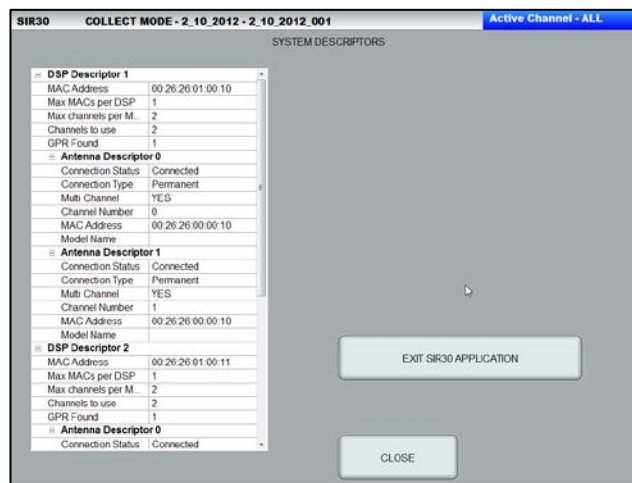 SIR30 COLLECT MODE - 2_10_2012 - 2_10_2012_001 Active Channel - ALL
SYSTEM DESCRIPTORS
DSP Descriptor 1
MAC Address 00:26:26:01:00:10
Max MACs per DSP 1
Max channels per M... 2
Channels to use 2
GPR Found 1
Antenna Descriptor 0
Connection Status Connected
Connection Type Permanent
Multi Channel YES
Channel Number 0
MAC Address 00:26:26:00:00:10
Model Name
Antenna Descriptor 1
Connection Status Connected
Connection Type Permanent
Multi Channel YES
Channel Number 1
MAC Address 00:26:26:00:00:10
Model Name
DSP Descriptor 2
MAC Address 00:26:26:01:00:11
Max MACs per DSP 1
Max channels per M... 2
Channels to use 2
GPR Found 1
Antenna Descriptor 0
Connection Status Connected
EXIT SIR30 APPLICATION
CLOSE